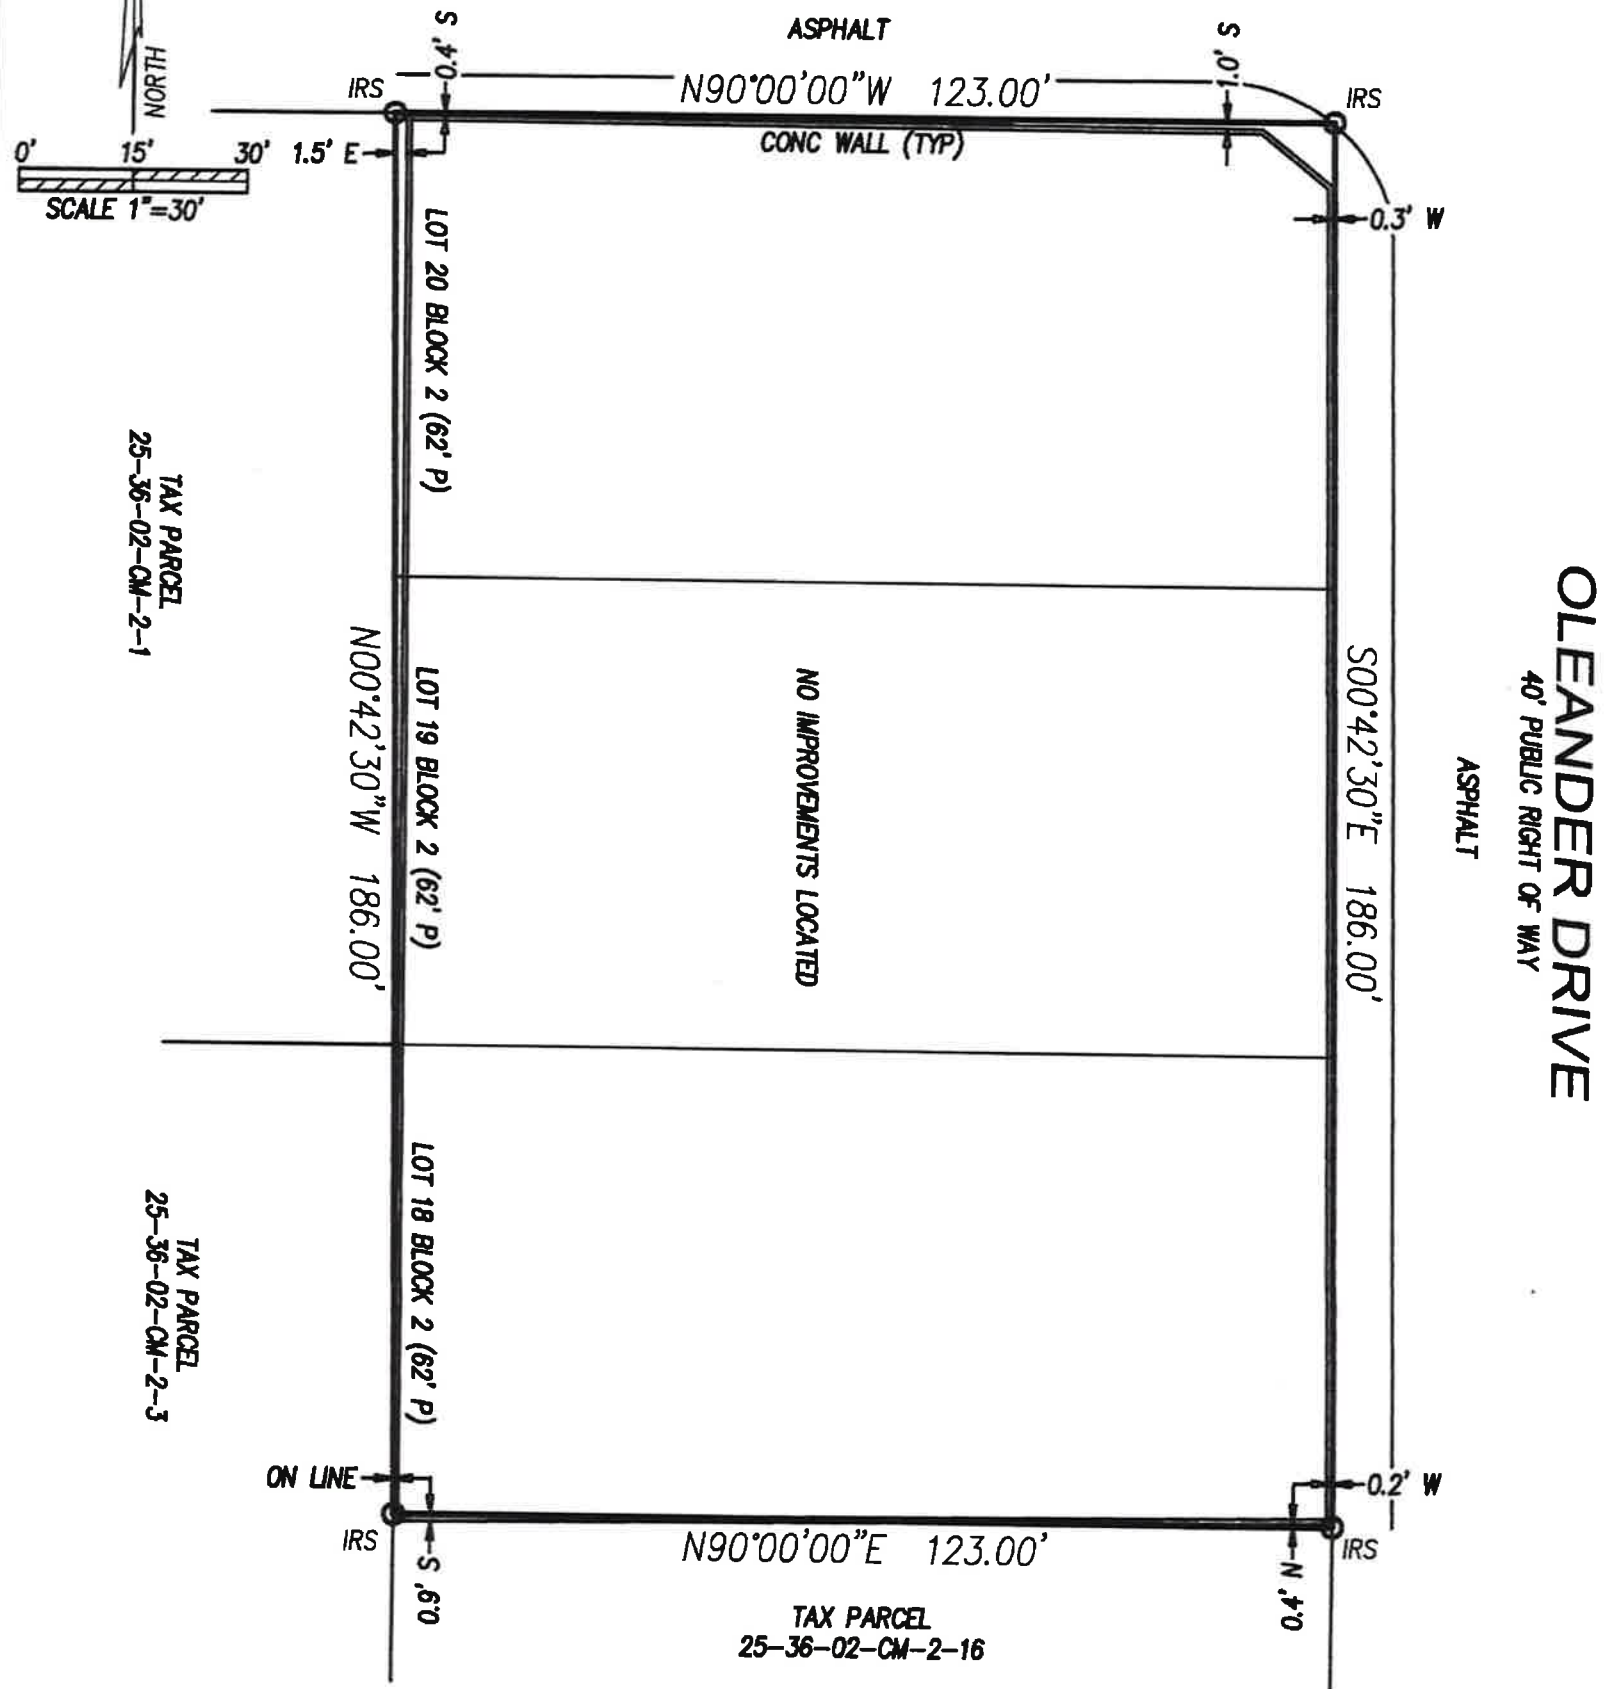 ASPHALT
0.4' S
1.0' S
NORTH
IRS
N90°00'00"W 123.00'
IRS
0' 15' 30'
SCALE 1"=30'
1.5' E
CONC WALL (TYP)
0.3' W
LOT 20 BLOCK 2 (62' P)
TAX PARCEL
25-36-02-CM-2-1
N00°42'30"W 186.00'
LOT 19 BLOCK 2 (62' P)
NO IMPROVEMENTS LOCATED
S00°42'30"E 186.00'
ASPHALT
OLEANDER DRIVE
40' PUBLIC RIGHT OF WAY
LOT 18 BLOCK 2 (62' P)
TAX PARCEL
25-36-02-CM-2-3
ON LINE
0.2' W
IRS
0.9' S
N90°00'00"E 123.00'
0.4' N
IRS
TAX PARCEL
25-36-02-CM-2-16